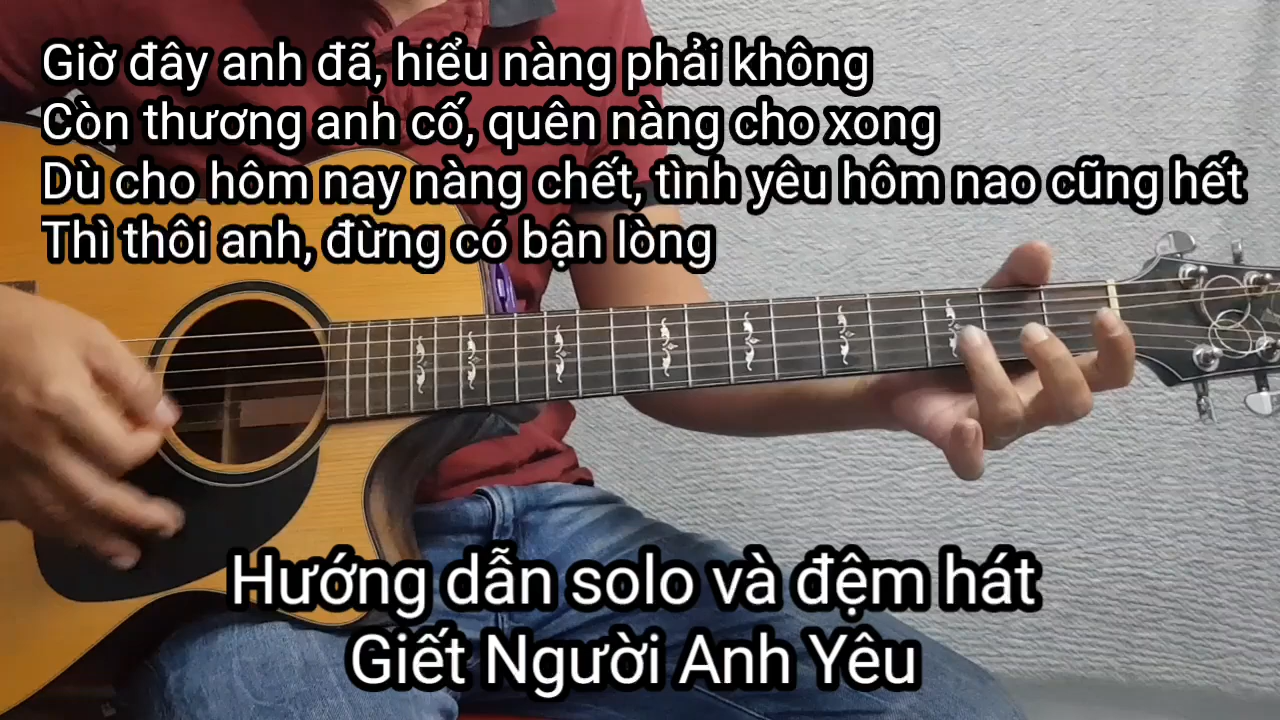 Giờ đây anh đã, hiểu nàng phải không
Còn thương anh cố, quên nàng cho xong
Dù cho hôm nay nàng chết, tình yêu hôm nao cũng hết
Thì thôi anh, đừng có bận lòng
Hướng dẫn solo và đệm hát
Giết Người Anh Yêu